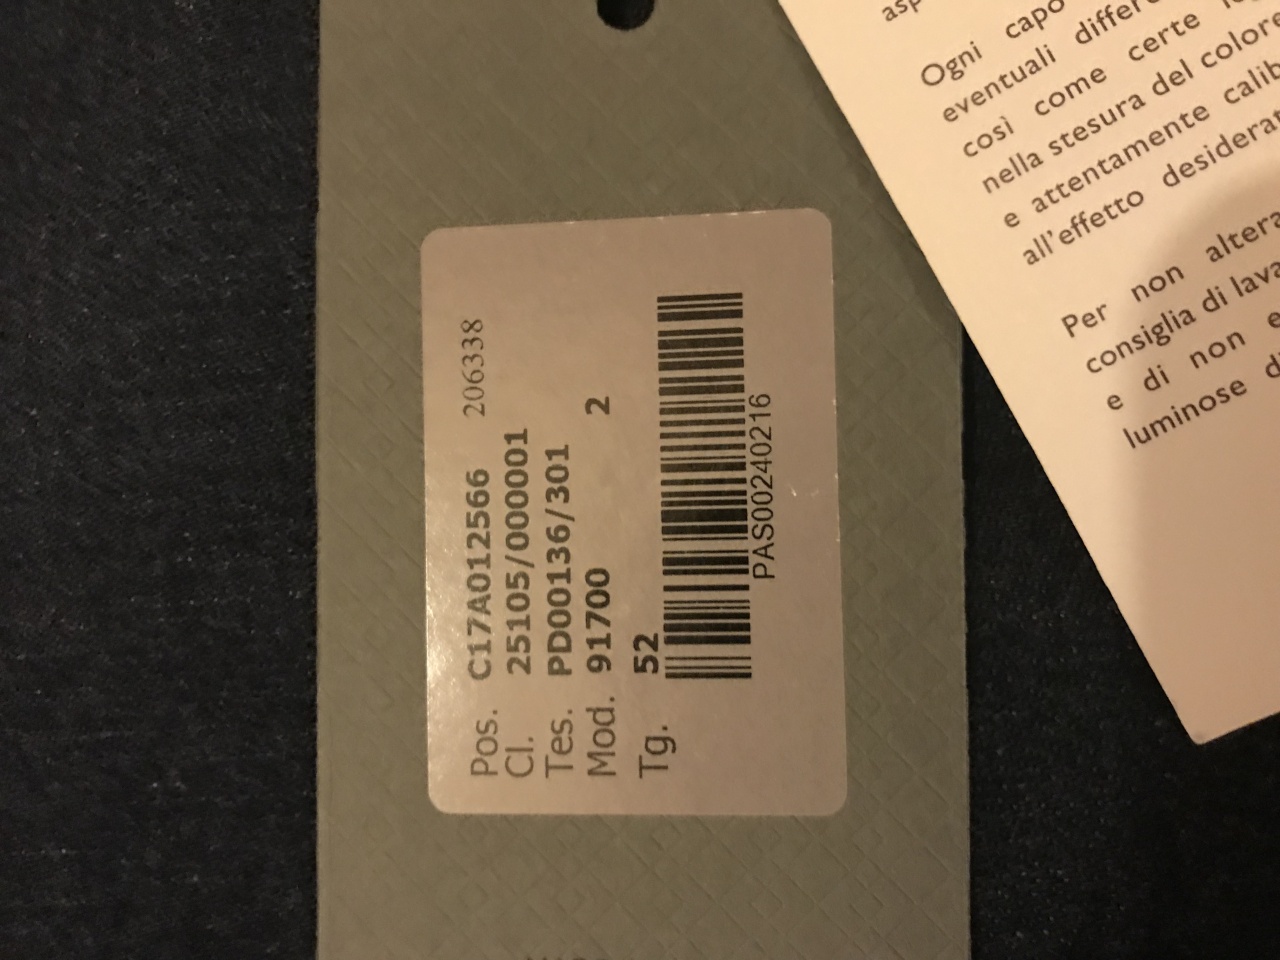 Pos. C17A012566 206338
Cl. 25105/000001
Tes. PD00136/301
Mod. 91700 2
Tg. 52
PAS00240216
Ogni capo
eventuali
così come certe
nella stesura del colore
e attentamente
all'effetto
Per non
consiglia di
e di non
luminose